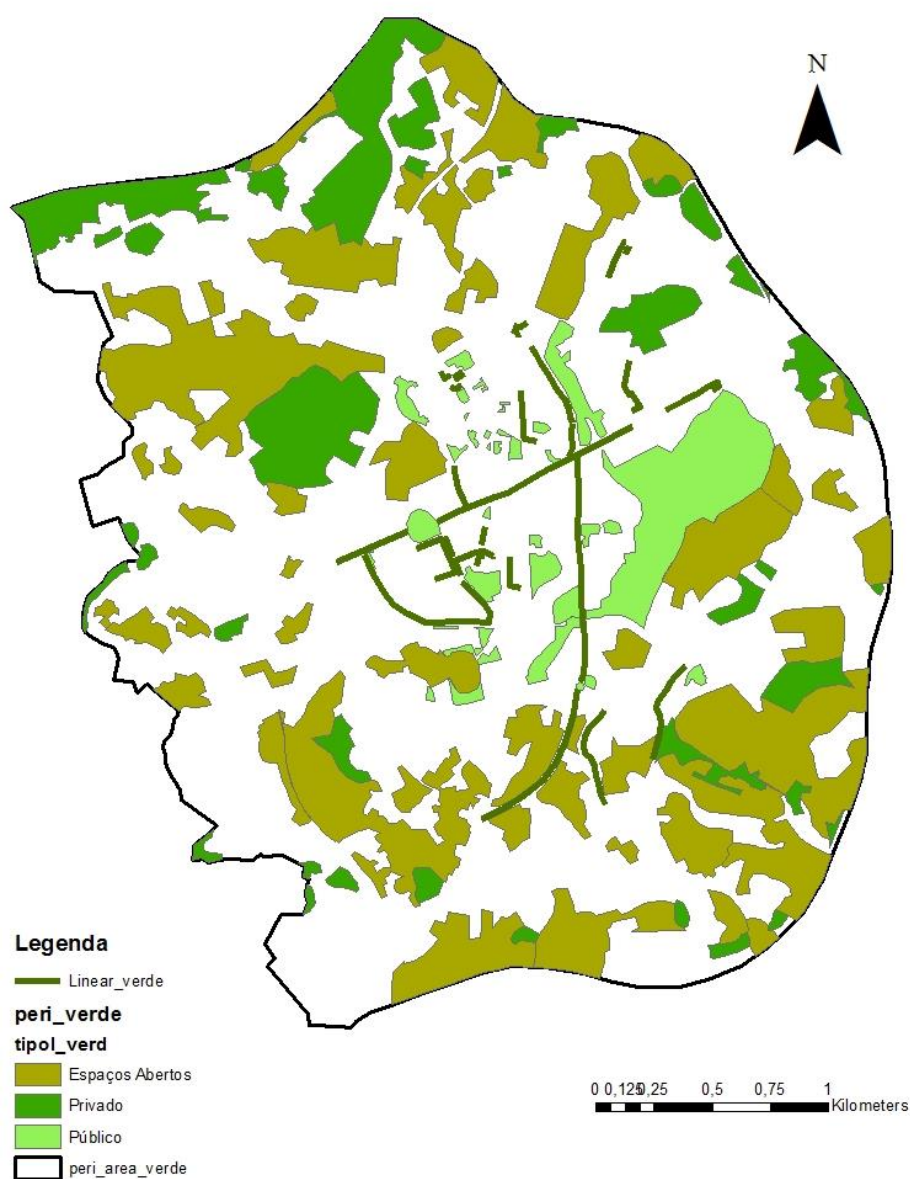 N
Legenda
Linear_verde
peri_verde
tipol_verd
Espaços Abertos
Privado
Público
peri_area_verde
0 0,125 0,25 0,5 0,75 1
Kilometers